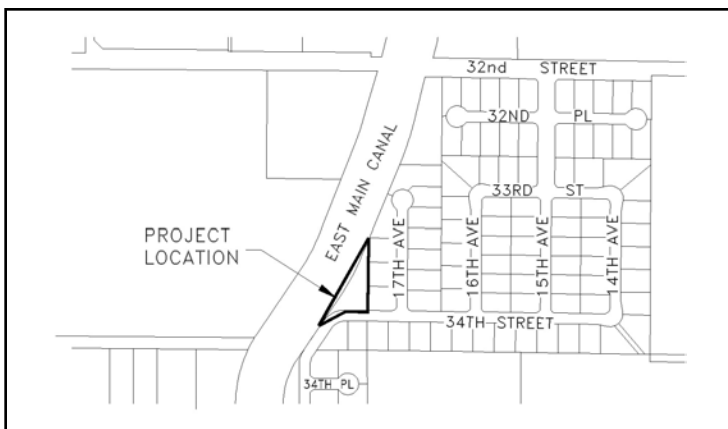 32nd STREET
32ND PL
EAST MAIN CANAL
33RD ST
PROJECT
LOCATION
17TH AVE
16TH AVE
15TH AVE
14TH AVE
34TH STREET
34TH PL